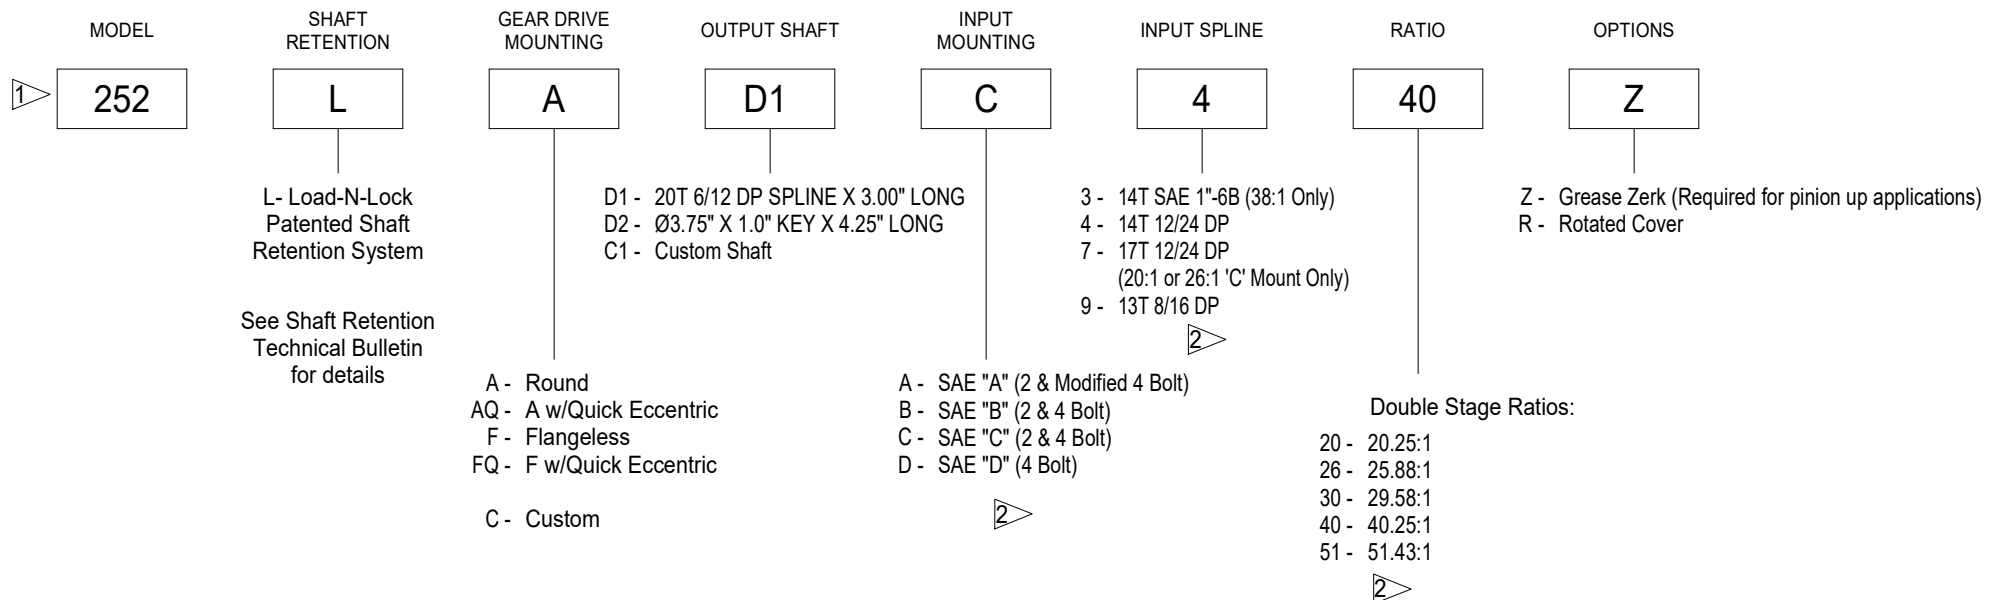 MODEL
SHAFT
RETENTION
GEAR DRIVE
MOUNTING
OUTPUT SHAFT
INPUT
MOUNTING
INPUT SPLINE
RATIO
OPTIONS
1
252
L
A
D1
C
4
40
Z
L- Load-N-Lock
Patented Shaft
Retention System
See Shaft Retention
Technical Bulletin
for details
A - Round
AQ - A w/Quick Eccentric
F - Flangeless
FQ - F w/Quick Eccentric
C - Custom
D1 - 20T 6/12 DP SPLINE X 3.00" LONG
D2 - Ø3.75" X 1.0" KEY X 4.25" LONG
C1 - Custom Shaft
A - SAE "A" (2 & Modified 4 Bolt)
B - SAE "B" (2 & 4 Bolt)
C - SAE "C" (2 & 4 Bolt)
D - SAE "D" (4 Bolt)
2
3 - 14T SAE 1"-6B (38:1 Only)
4 - 14T 12/24 DP
7 - 17T 12/24 DP
(20:1 or 26:1 'C' Mount Only)
9 - 13T 8/16 DP
2
Double Stage Ratios:
20 - 20.25:1
26 - 25.88:1
30 - 29.58:1
40 - 40.25:1
51 - 51.43:1
2
Z - Grease Zerk (Required for pinion up applications)
R - Rotated Cover